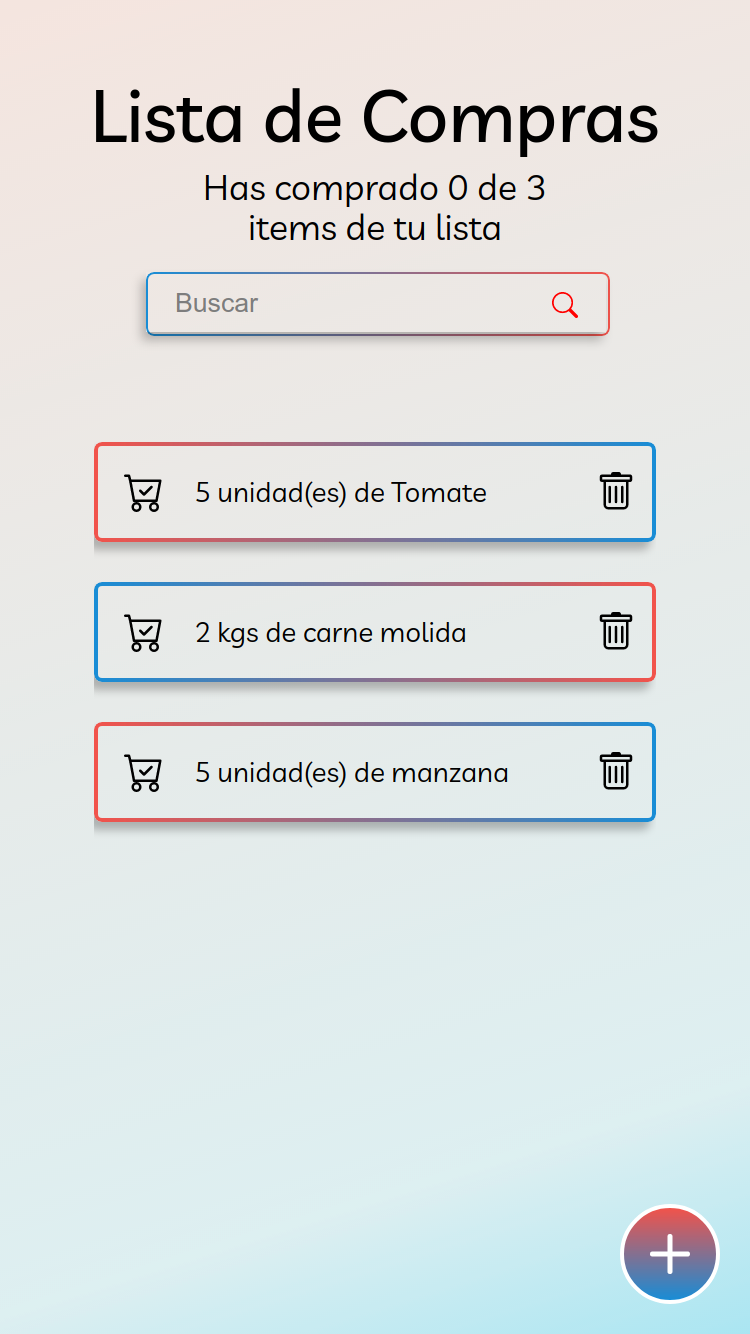 Lista de Compras
Has comprado 0 de 3
items de tu lista
Buscar
5 unidad(es) de Tomate
2 kgs de carne molida
5 unidad(es) de manzana